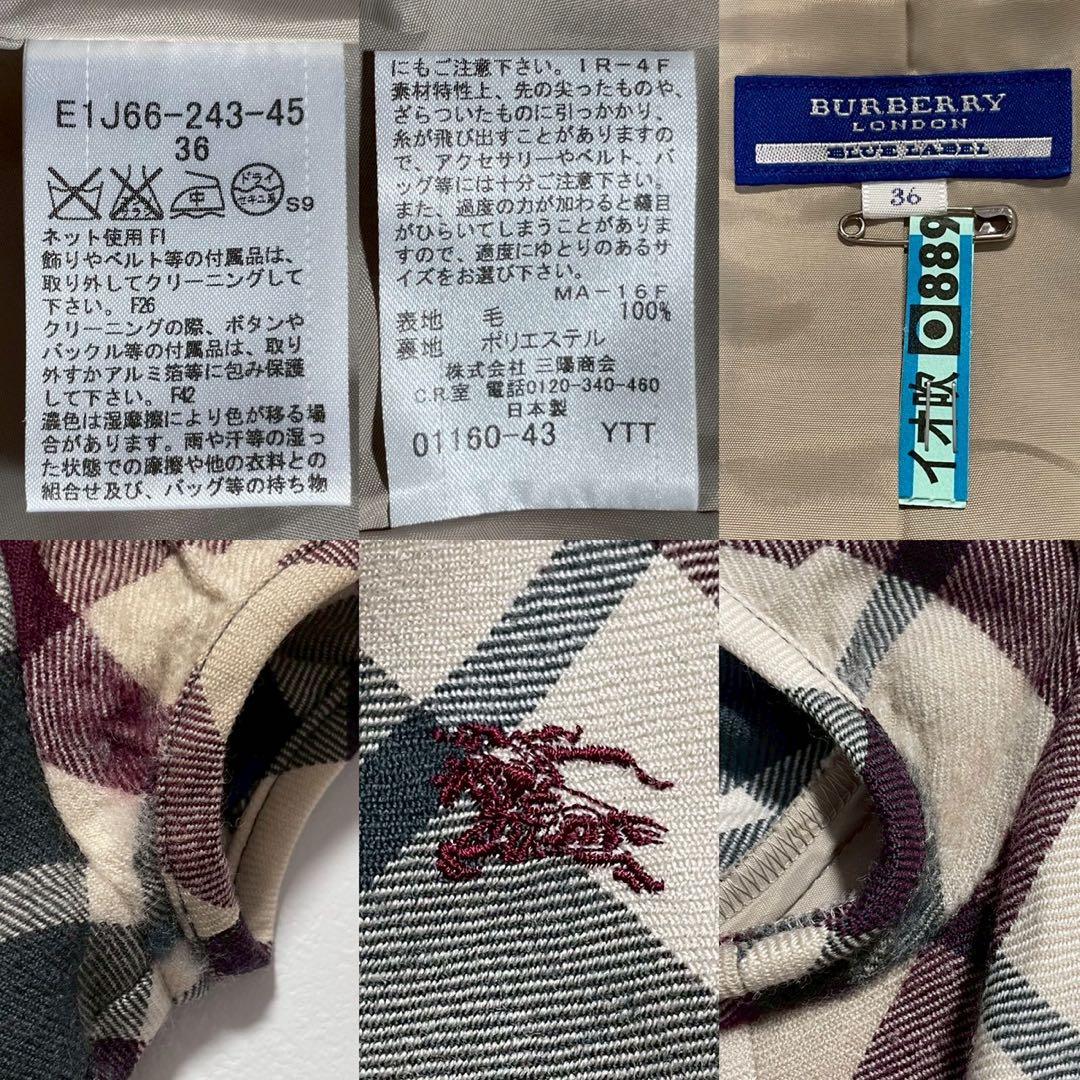 E1J66-243-45
36
中
ドライ
セキユ系
S9
ネット使用 F1
飾りやベルト等の付属品は、
取り外してクリーニングして
下さい。 F26
クリーニングの際、ボタンや
バックル等の付属品は、取り
外すかアルミ箔等に包み保護
して下さい。 F42
濃色は湿摩擦により色が移る場
合があります。雨や汗等の湿っ
た状態での摩擦や他の衣料との
組合せ及び、バッグ等の持ち物
にもご注意下さい。IR-4F
素材特性上、先の尖ったものや、
ざらついたものに引っかかり、
糸が飛び出すことがありますの
で、アクセサリーやベルト、バ
ッグ等には十分ご注意下さい。
また、過度の力が加わると縫目
がひらいてしまうことがありま
すので、適度にゆとりのあるサ
イズをお選び下さい。
MA-16F
表地 毛 100%
裏地 ポリエステル
株式会社 三陽商会
C.R.室 電話0120-340-460
日本製
01160-43 YTT
BURBERRY
LONDON
BLUE LABEL
36
イオ吹 O 889